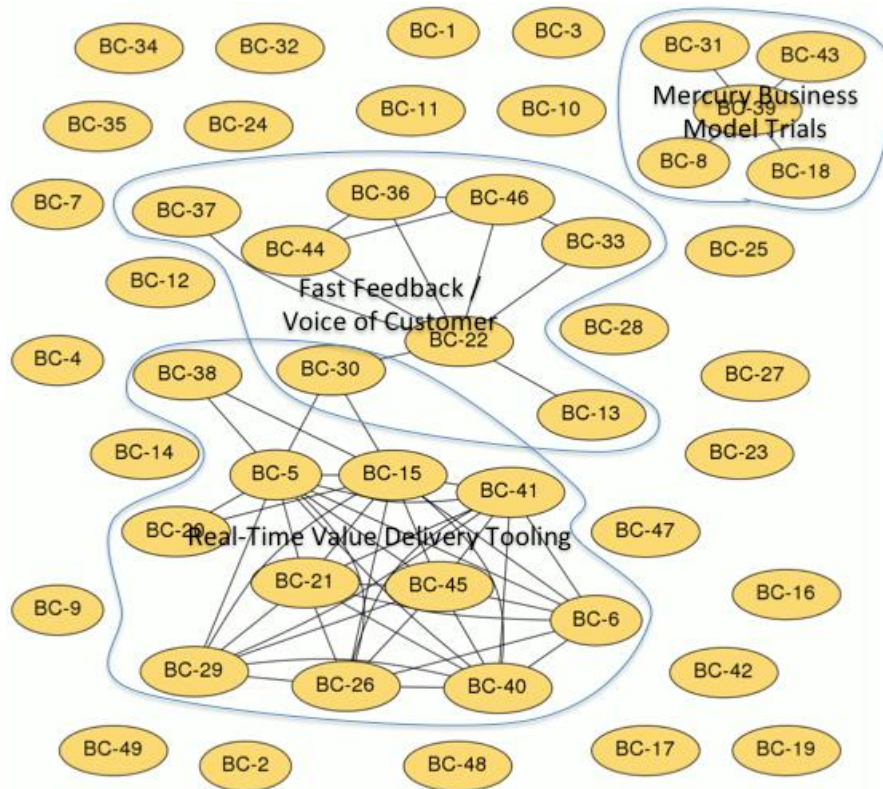 BC-34
BC-32
BC-1
BC-3
BC-31
BC-43
BC-35
BC-24
BC-11
BC-10
Mercury Business
BC-39
Model Trials
BC-8
BC-18
BC-7
BC-37
BC-36
BC-46
BC-44
BC-33
BC-25
BC-12
Fast Feedback /
Voice of Customer
BC-22
BC-28
BC-4
BC-38
BC-30
BC-27
BC-13
BC-14
BC-5
BC-15
BC-41
BC-23
BC-20
Real-Time Value Delivery Tooling
BC-47
BC-21
BC-45
BC-6
BC-16
BC-9
BC-29
BC-26
BC-40
BC-42
BC-49
BC-2
BC-48
BC-17
BC-19